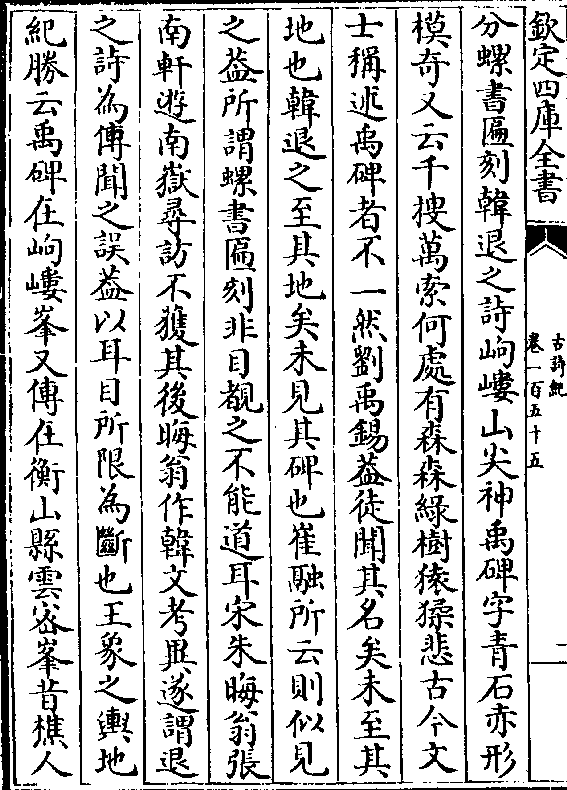 欽定四庫全書
古詩紀
卷一百五十五
二
分螺書匾刻韓退之詩岣嶁山尖神禹碑字青石赤形
模奇又云千搜萬索何處有森森綠樹猿猱悲古今文
士稱述禹碑者不一然劉禹錫葢徒聞其名矣未至其
地也韓退之至其地矣未見其碑也崔融所云則似見
之葢所謂螺書匾刻非目覩之不能道耳宋朱晦翁張
南軒遊南嶽尋訪不獲其後晦翁作韓文考異遂謂退
之詩為傳聞之誤葢以耳目所限為斷也王象之輿地
紀勝云禹碑在岣嶁峯又傳在衡山縣雲密峯昔樵人